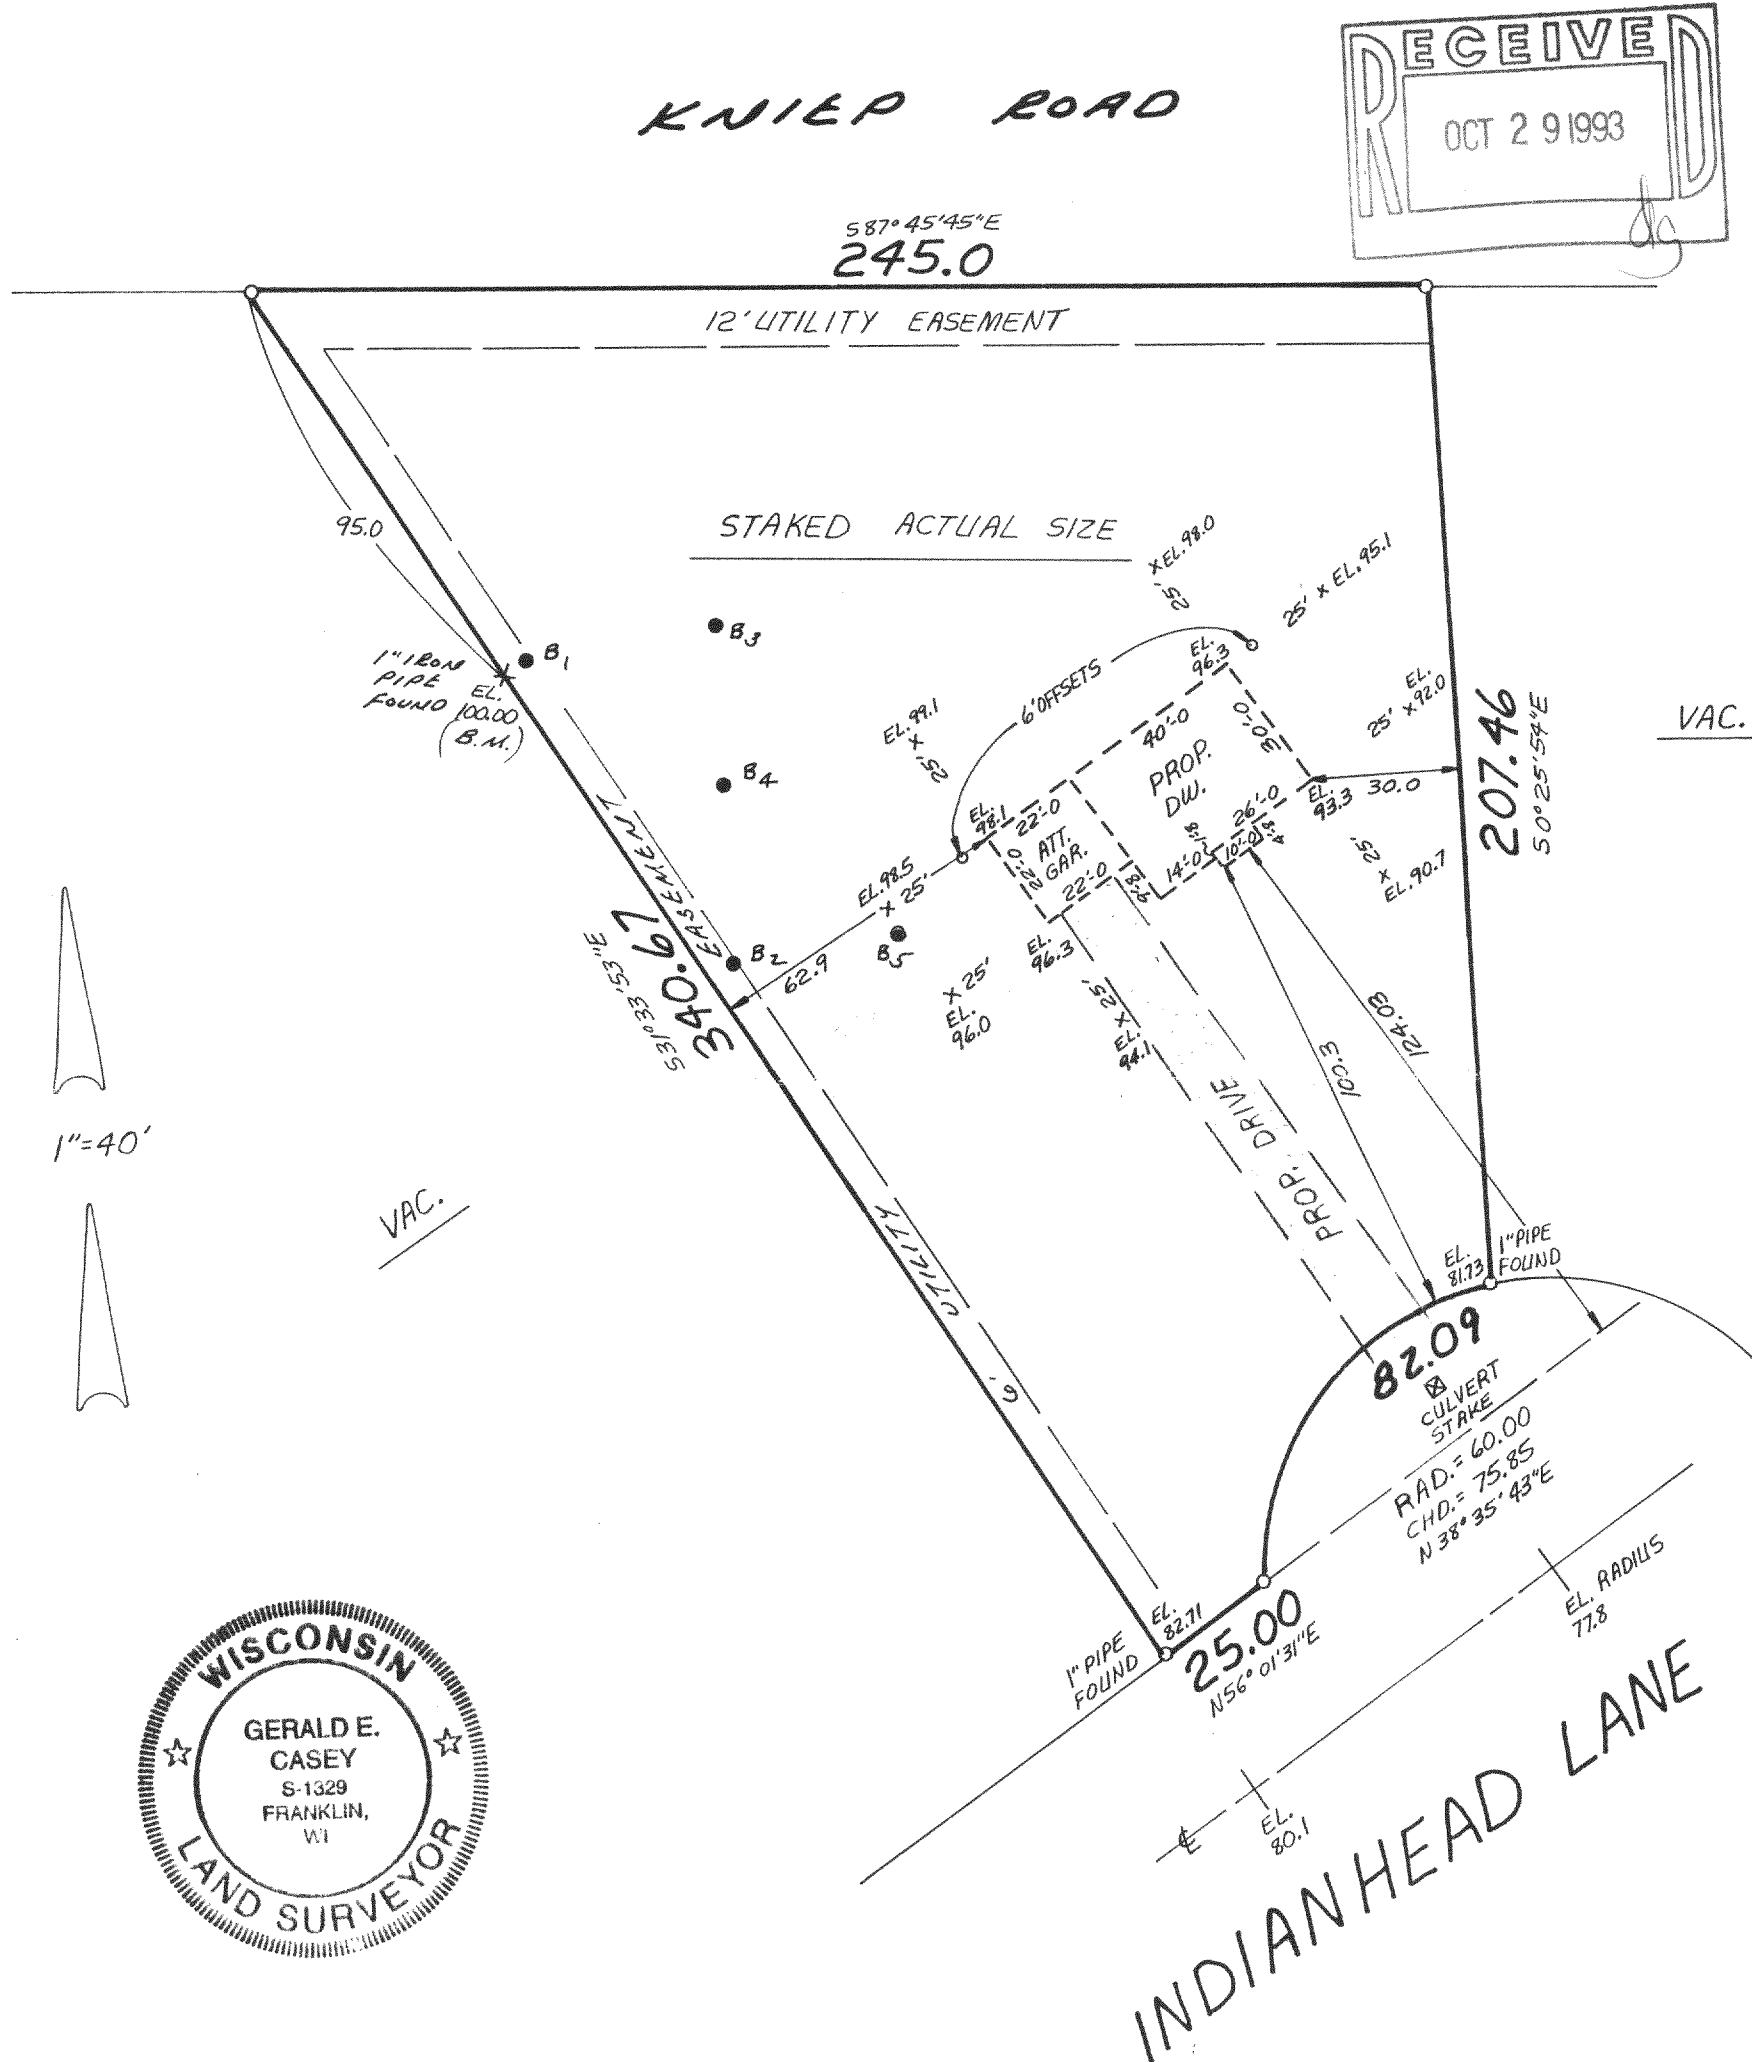 RECEIVED
OCT 29 1993
dg
KNIEP ROAD
S87°45'45"E
245.0
12' UTILITY EASEMENT
95.0
STAKED ACTUAL SIZE
x EL.98.0
25'
25' x EL.95.1
B3
B1
1" IRON
PIPE
FOUND
EL.
100.00
(B.M.)
EL.
96.3
6' OFFSETS
EL.99.1
x
25'
EL.
25' x 92.0
207.46
S0°25'54"E
VAC.
B4
40'-0
30'-0
PROP.
DW.
30.0
EL.
93.3
EL.
98.1
22'-0
ATT.
GAR.
22'-0
22'-0
9'-8
14'-0
1'-8
10'-0
4'-8
26'-0
25'
x
EL.90.7
EL.98.5
x 25'
B5
B2
62.9
EASEMENT
340.67
S31°33'53"E
EL.
96.3
x 25'
EL.
96.0
x 25'
EL.
94.1
1"=40'
VAC.
PROP. DRIVE
100.3
124.03
UTILITY
6'
EL.
81.73
1" PIPE
FOUND
82.09
CULVERT
STAKE
RAD.= 60.00
CHD.= 75.85
N 38°35'43"E
EL.
82.71
1" PIPE
FOUND
25.00
N56°01'31"E
EL. RADIUS
77.8
℄
EL.
80.1
INDIANHEAD LANE
WISCONSIN
GERALD E.
CASEY
S-1329
FRANKLIN,
WI
LAND SURVEYOR